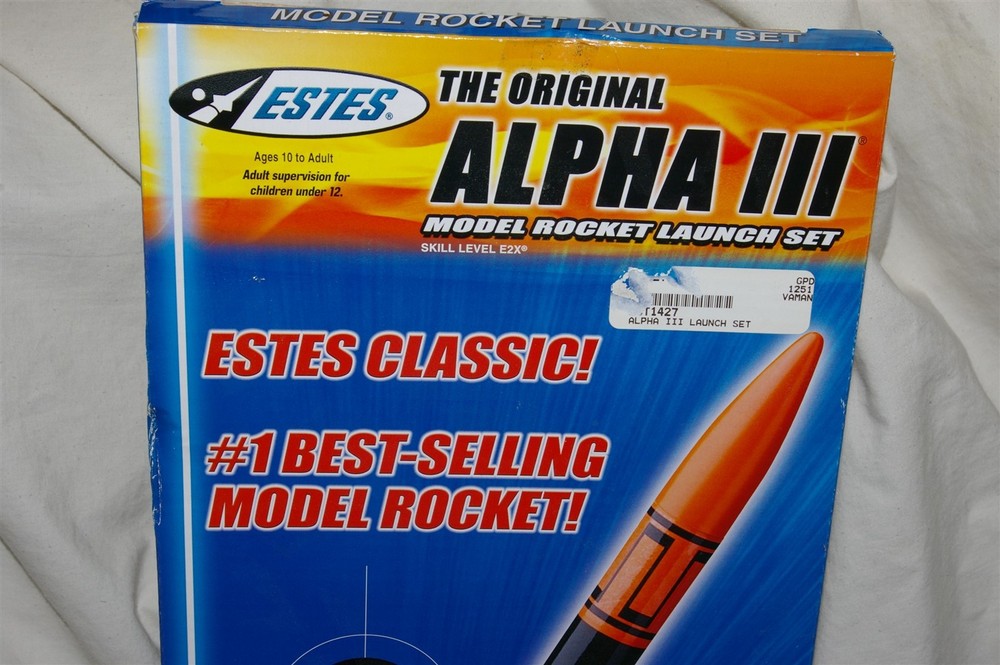 MODEL ROCKET LAUNCH SET
ESTES®
THE ORIGINAL
ALPHA III®
MODEL ROCKET LAUNCH SET
SKILL LEVEL E2X®
Ages 10 to Adult
Adult supervision for
children under 12.
GPD
1251
VAMAN
T1427
ALPHA III LAUNCH SET
ESTES CLASSIC!
#1 BEST-SELLING
MODEL ROCKET!